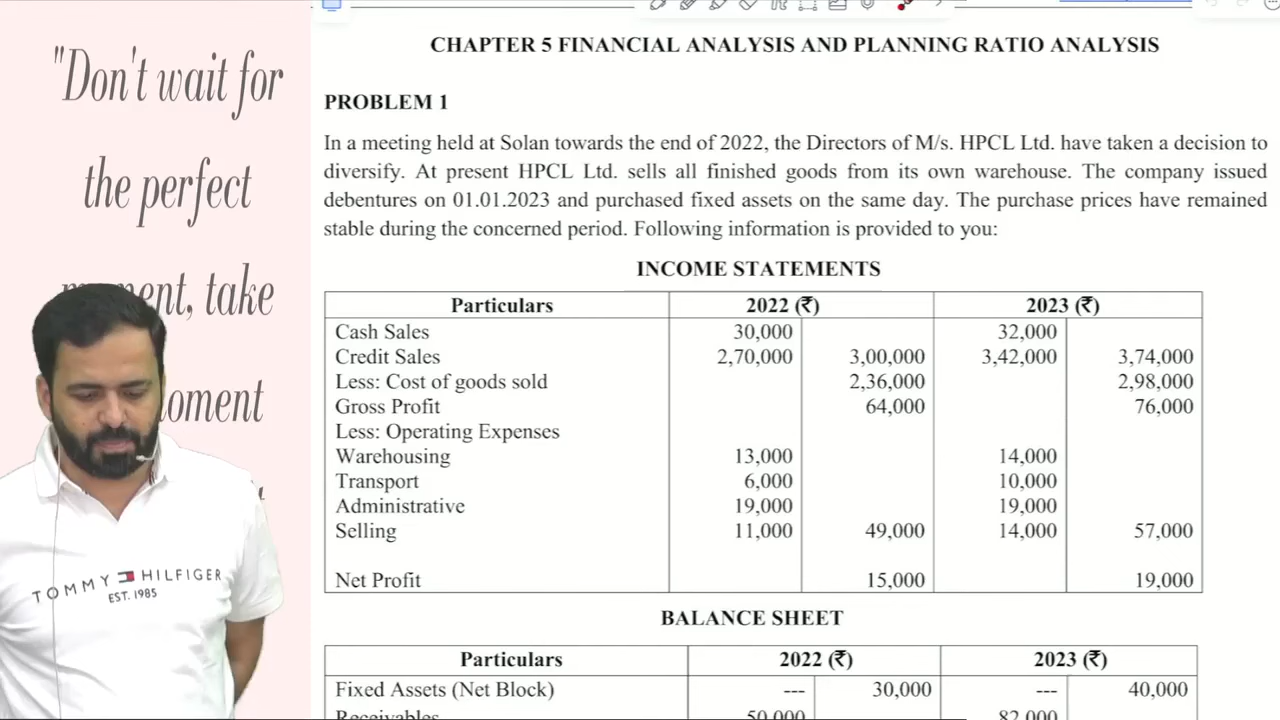 "Don't wait for
the perfect
take
CHAPTER 5 FINANCIAL ANALYSIS AND PLANNING RATIO ANALYSIS
PROBLEM 1
In a meeting held at Solan towards the end of 2022, the Directors of M/s. HPCL Ltd. have taken a decision to
diversify. At present HPCL Ltd. sells all finished goods from its own warehouse. The company issued
debentures on 01.01.2023 and purchased fixed assets on the same day. The purchase prices have remained
stable during the concerned period. Following information is provided to you:
INCOME STATEMENTS
Particulars 2022 (₹) 2023 (₹)
Cash Sales 30,000 32,000
Credit Sales 2,70,000 3,00,000 3,42,000 3,74,000
Less: Cost of goods sold 2,36,000 2,98,000
Gross Profit 64,000 76,000
Less: Operating Expenses
Warehousing 13,000 14,000
Transport 6,000 10,000
Administrative 19,000 19,000
Selling 11,000 49,000 14,000 57,000
Net Profit 15,000 19,000
BALANCE SHEET
Particulars 2022 (₹) 2023 (₹)
Fixed Assets (Net Block) --- 30,000 --- 40,000
Receivables 50,000 82,000
TOMMY HILFIGER
EST. 1985